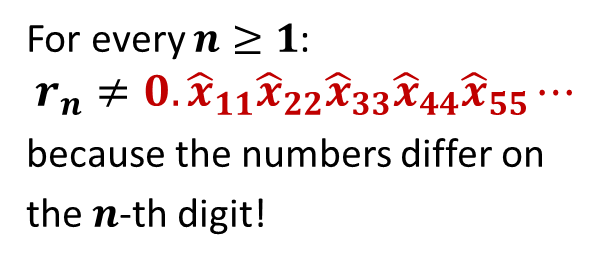 For every n ≥ 1:
rₙ ≠ 0.x̂₁₁x̂₂₂x̂₃₃x̂₄₄x̂₅₅ ⋯
because the numbers differ on
the n-th digit!